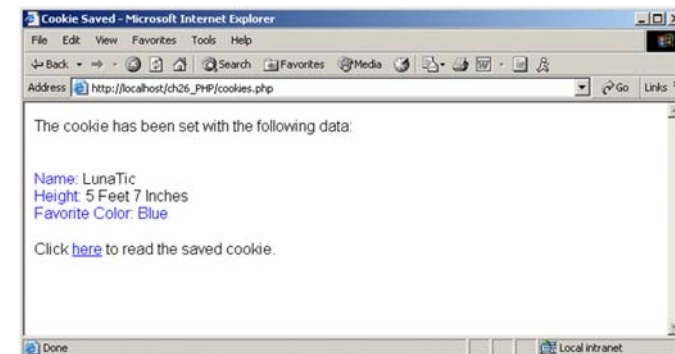 Cookie Saved - Microsoft Internet Explorer
File Edit View Favorites Tools Help
Back Search Favorites Media
Address http://localhost/ch26_PHP/cookies.php Go Links
The cookie has been set with the following data:
Name: LunaTic
Height: 5 Feet 7 Inches
Favorite Color: Blue
Click here to read the saved cookie.
Done Local intranet